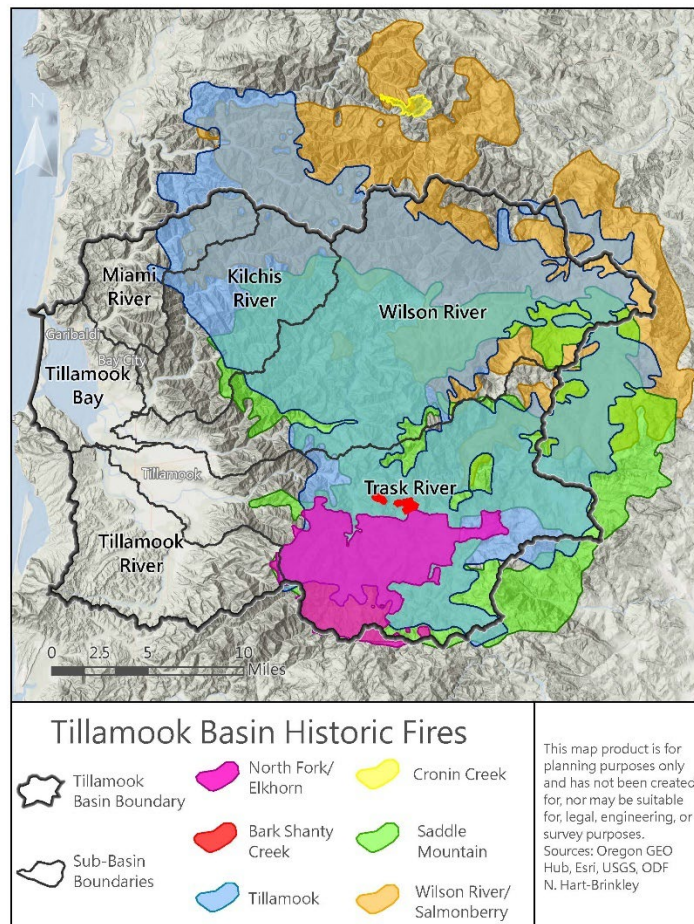 N
Miami
River
Kilchis
River
Wilson River
Garibaldi
Bay City
Tillamook
Bay
Tillamook
Trask River
Tillamook
River
0 2.5 5 10
Miles
Tillamook Basin Historic Fires
Tillamook
Basin Boundary
Sub-Basin
Boundaries
North Fork/
Elkhorn
Bark Shanty
Creek
Tillamook
Cronin Creek
Saddle
Mountain
Wilson River/
Salmonberry
This map product is for
planning purposes only
and has not been created
for, nor may be suitable
for, legal, engineering, or
survey purposes.
Sources: Oregon GEO
Hub, Esri, USGS, ODF
N. Hart-Brinkley